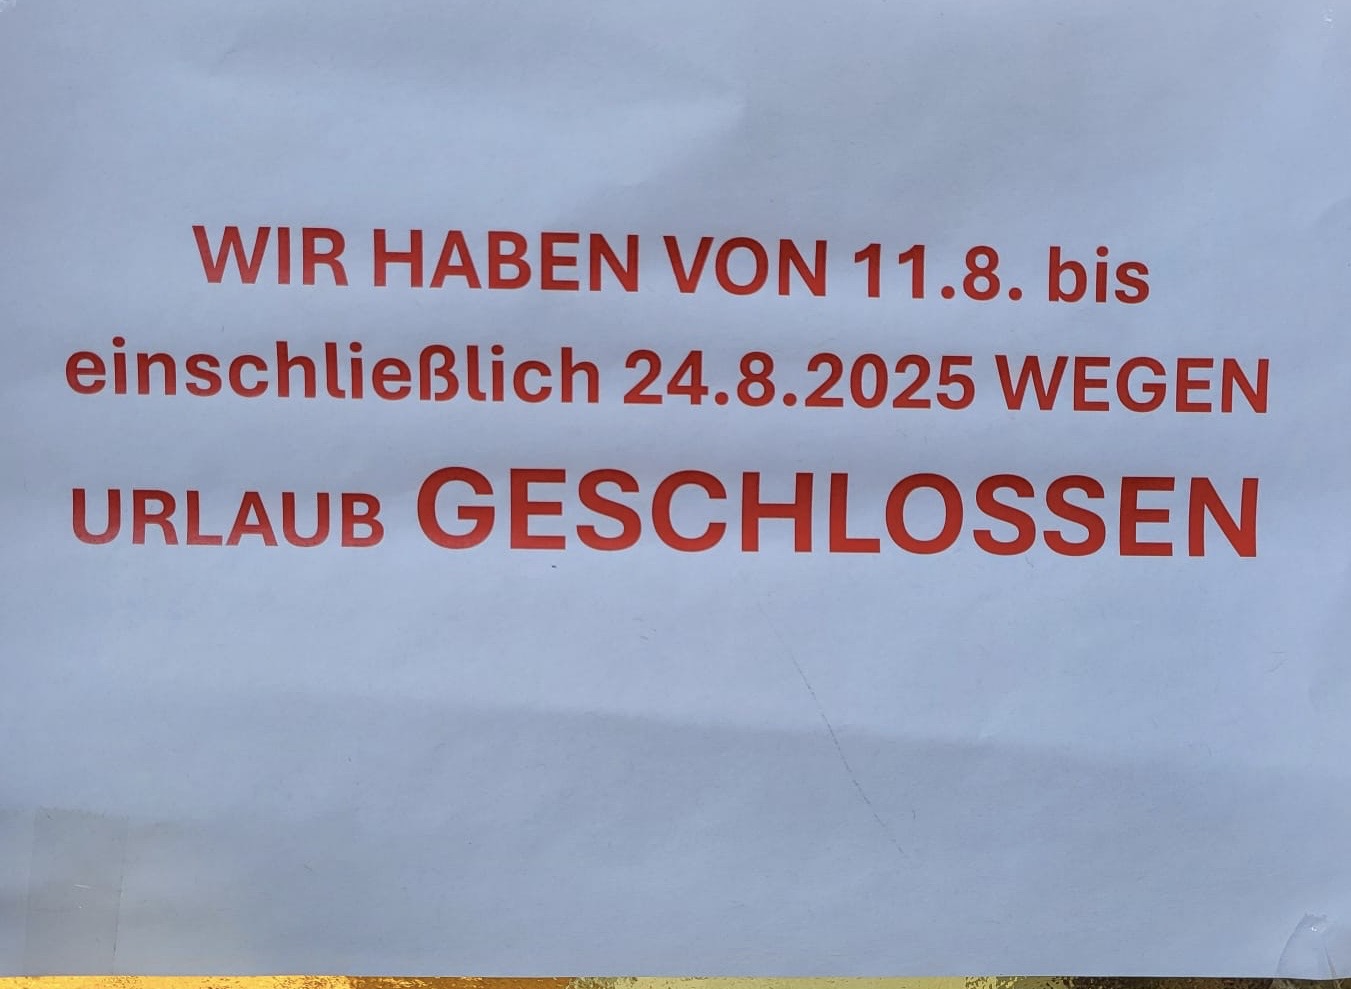 WIR HABEN VON 11.8. bis
einschließlich 24.8.2025 WEGEN
URLAUB GESCHLOSSEN